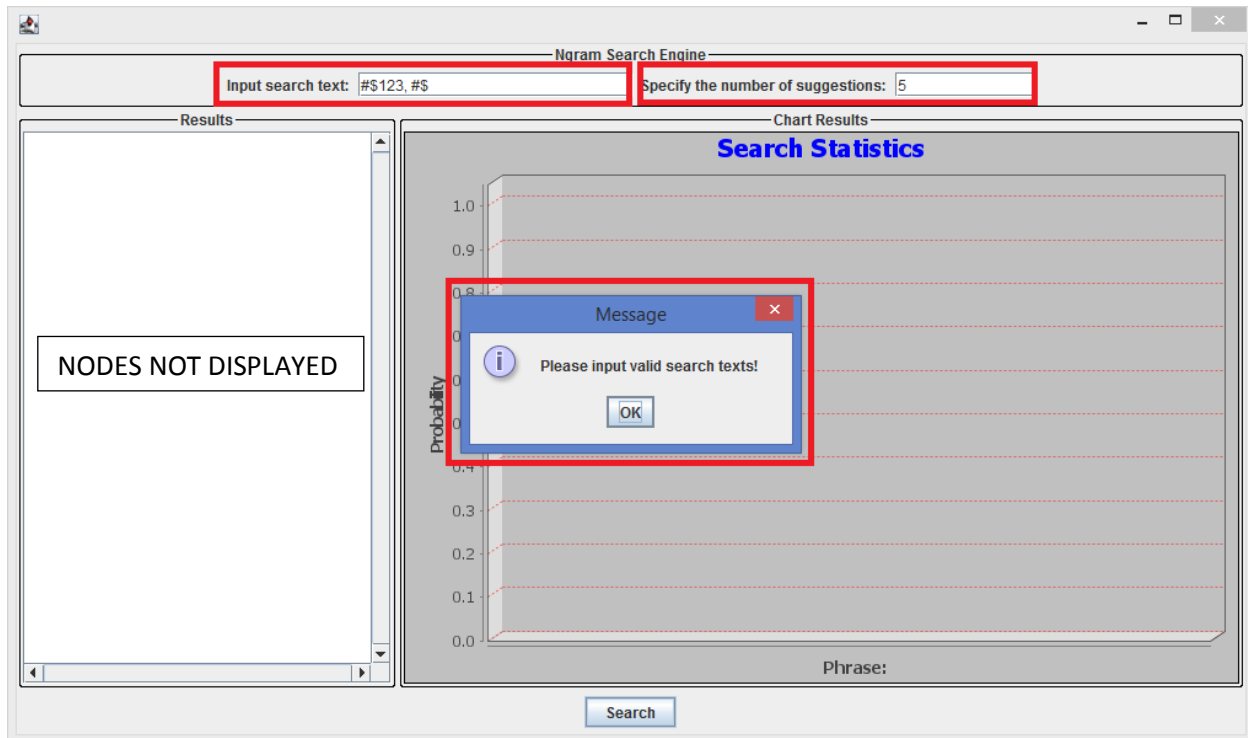 Ngram Search Engine
Input search text: #$123, #$ Specify the number of suggestions: 5
Results
Chart Results
Search Statistics
1.0
0.9
0.8
Message
Please input valid search texts!
OK
NODES NOT DISPLAYED
Probability
0.4
0.3
0.2
0.1
0.0
Phrase:
Search